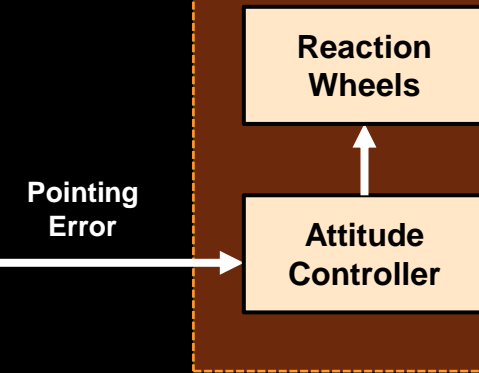 Reaction
Wheels
Pointing
Error
Attitude
Controller